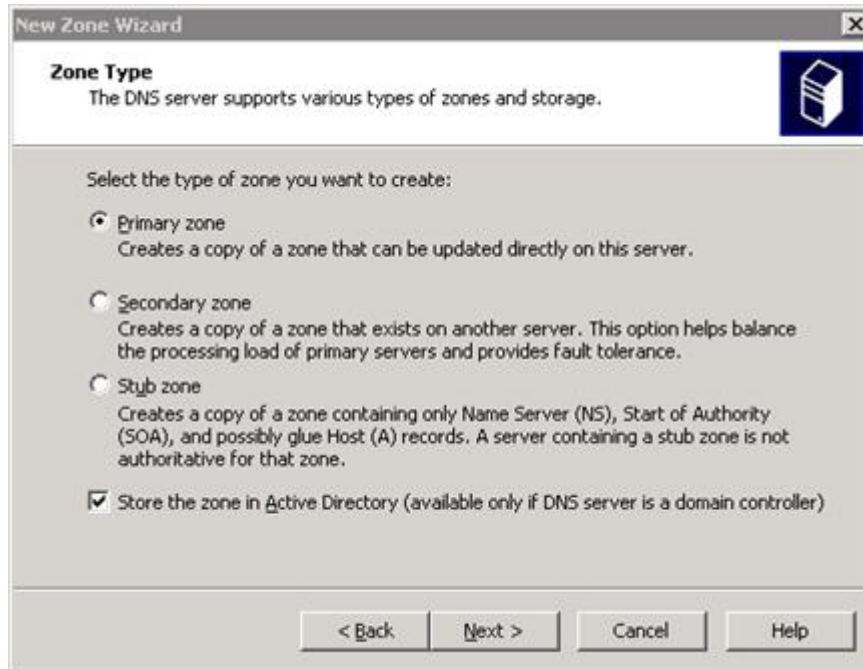 New Zone Wizard
Zone Type
The DNS server supports various types of zones and storage.
Select the type of zone you want to create:
Primary zone
Creates a copy of a zone that can be updated directly on this server.
Secondary zone
Creates a copy of a zone that exists on another server. This option helps balance
the processing load of primary servers and provides fault tolerance.
Stub zone
Creates a copy of a zone containing only Name Server (NS), Start of Authority
(SOA), and possibly glue Host (A) records. A server containing a stub zone is not
authoritative for that zone.
Store the zone in Active Directory (available only if DNS server is a domain controller)
< Back Next > Cancel Help